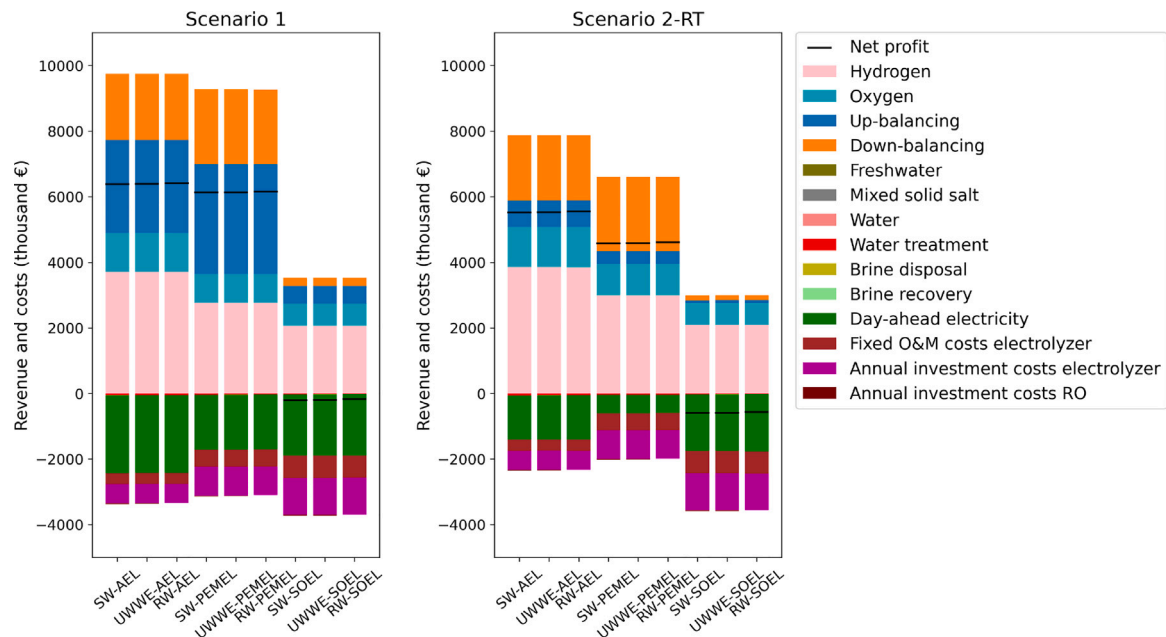 Scenario 1
Scenario 2-RT
Revenue and costs (thousand €)
10000
8000
6000
4000
2000
0
−2000
−4000
SW-AEL
UWWE-AEL
RW-AEL
SW-PEMEL
UWWE-PEMEL
RW-PEMEL
SW-SOEL
UWWE-SOEL
RW-SOEL
Revenue and costs (thousand €)
10000
8000
6000
4000
2000
0
−2000
−4000
SW-AEL
UWWE-AEL
RW-AEL
SW-PEMEL
UWWE-PEMEL
RW-PEMEL
SW-SOEL
UWWE-SOEL
RW-SOEL
Net profit
Hydrogen
Oxygen
Up-balancing
Down-balancing
Freshwater
Mixed solid salt
Water
Water treatment
Brine disposal
Brine recovery
Day-ahead electricity
Fixed O&M costs electrolyzer
Annual investment costs electrolyzer
Annual investment costs RO